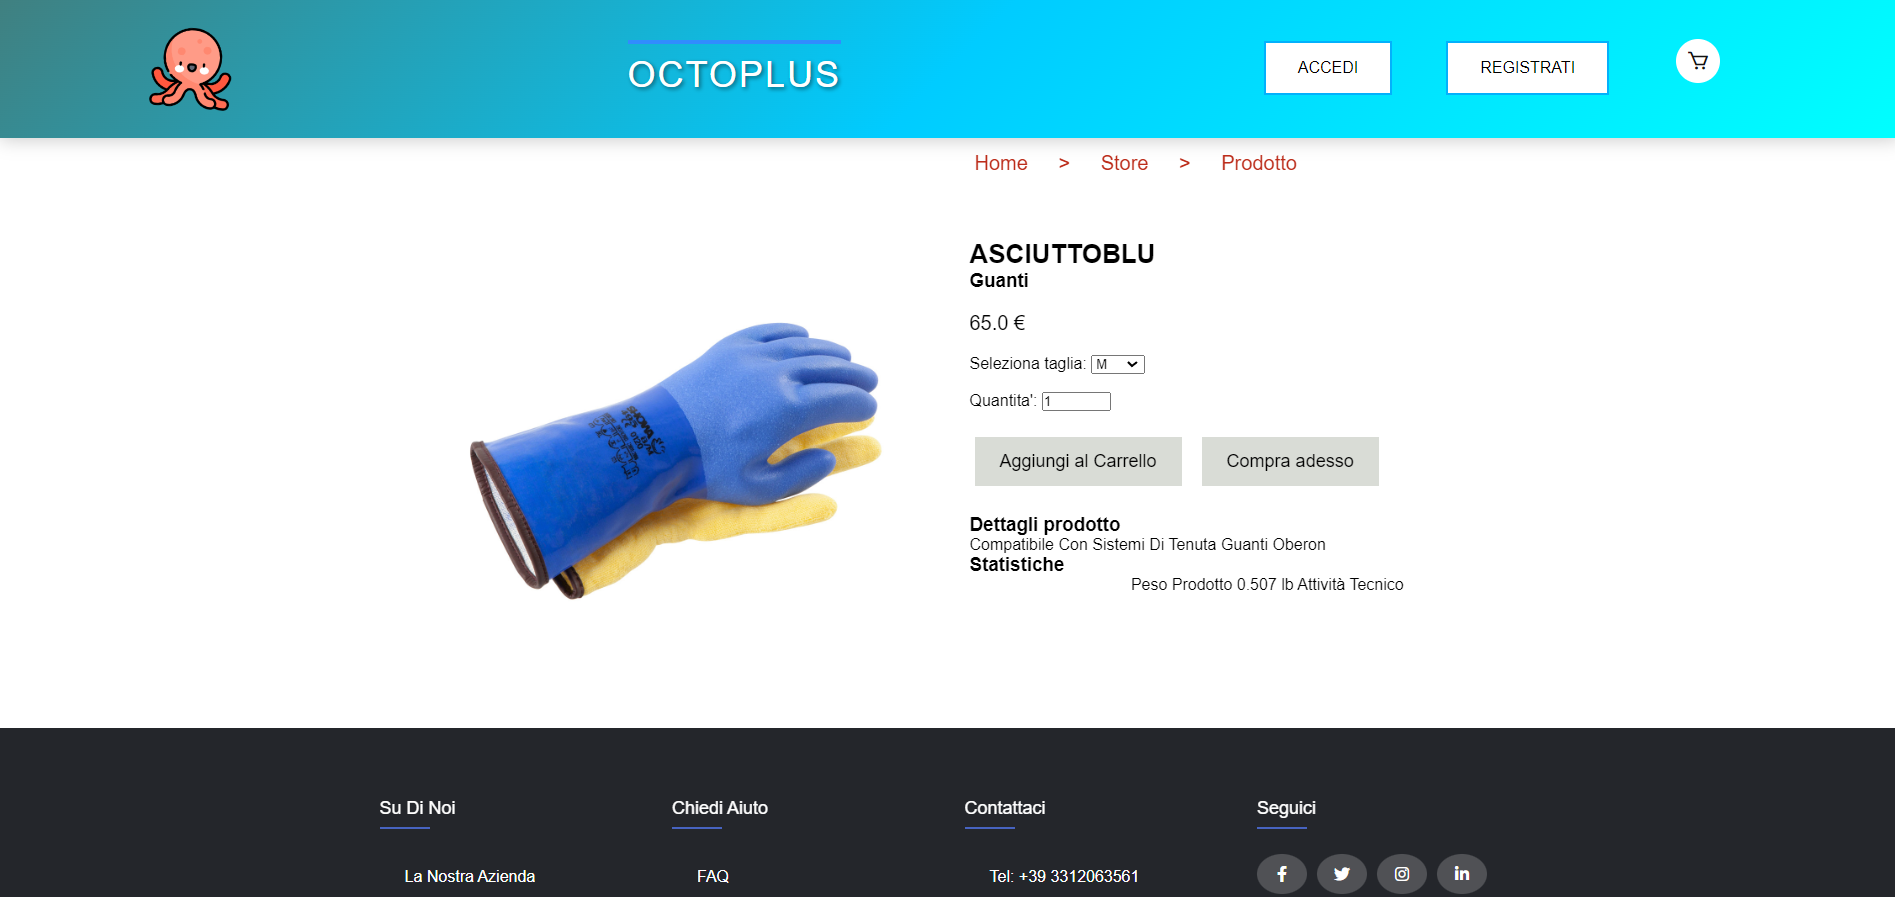 OCTOPLUS
ACCEDI
REGISTRATI
Home > Store > Prodotto
ASCIUTTOBLU
Guanti
65.0 €
Seleziona taglia: M
Quantita': 1
SHOWA
Aggiungi al Carrello
Compra adesso
Dettagli prodotto
Compatibile Con Sistemi Di Tenuta Guanti Oberon
Statistiche
Peso Prodotto 0.507 lb Attività Tecnico
Su Di Noi
Chiedi Aiuto
Contattaci
Seguici
La Nostra Azienda
FAQ
Tel: +39 3312063561